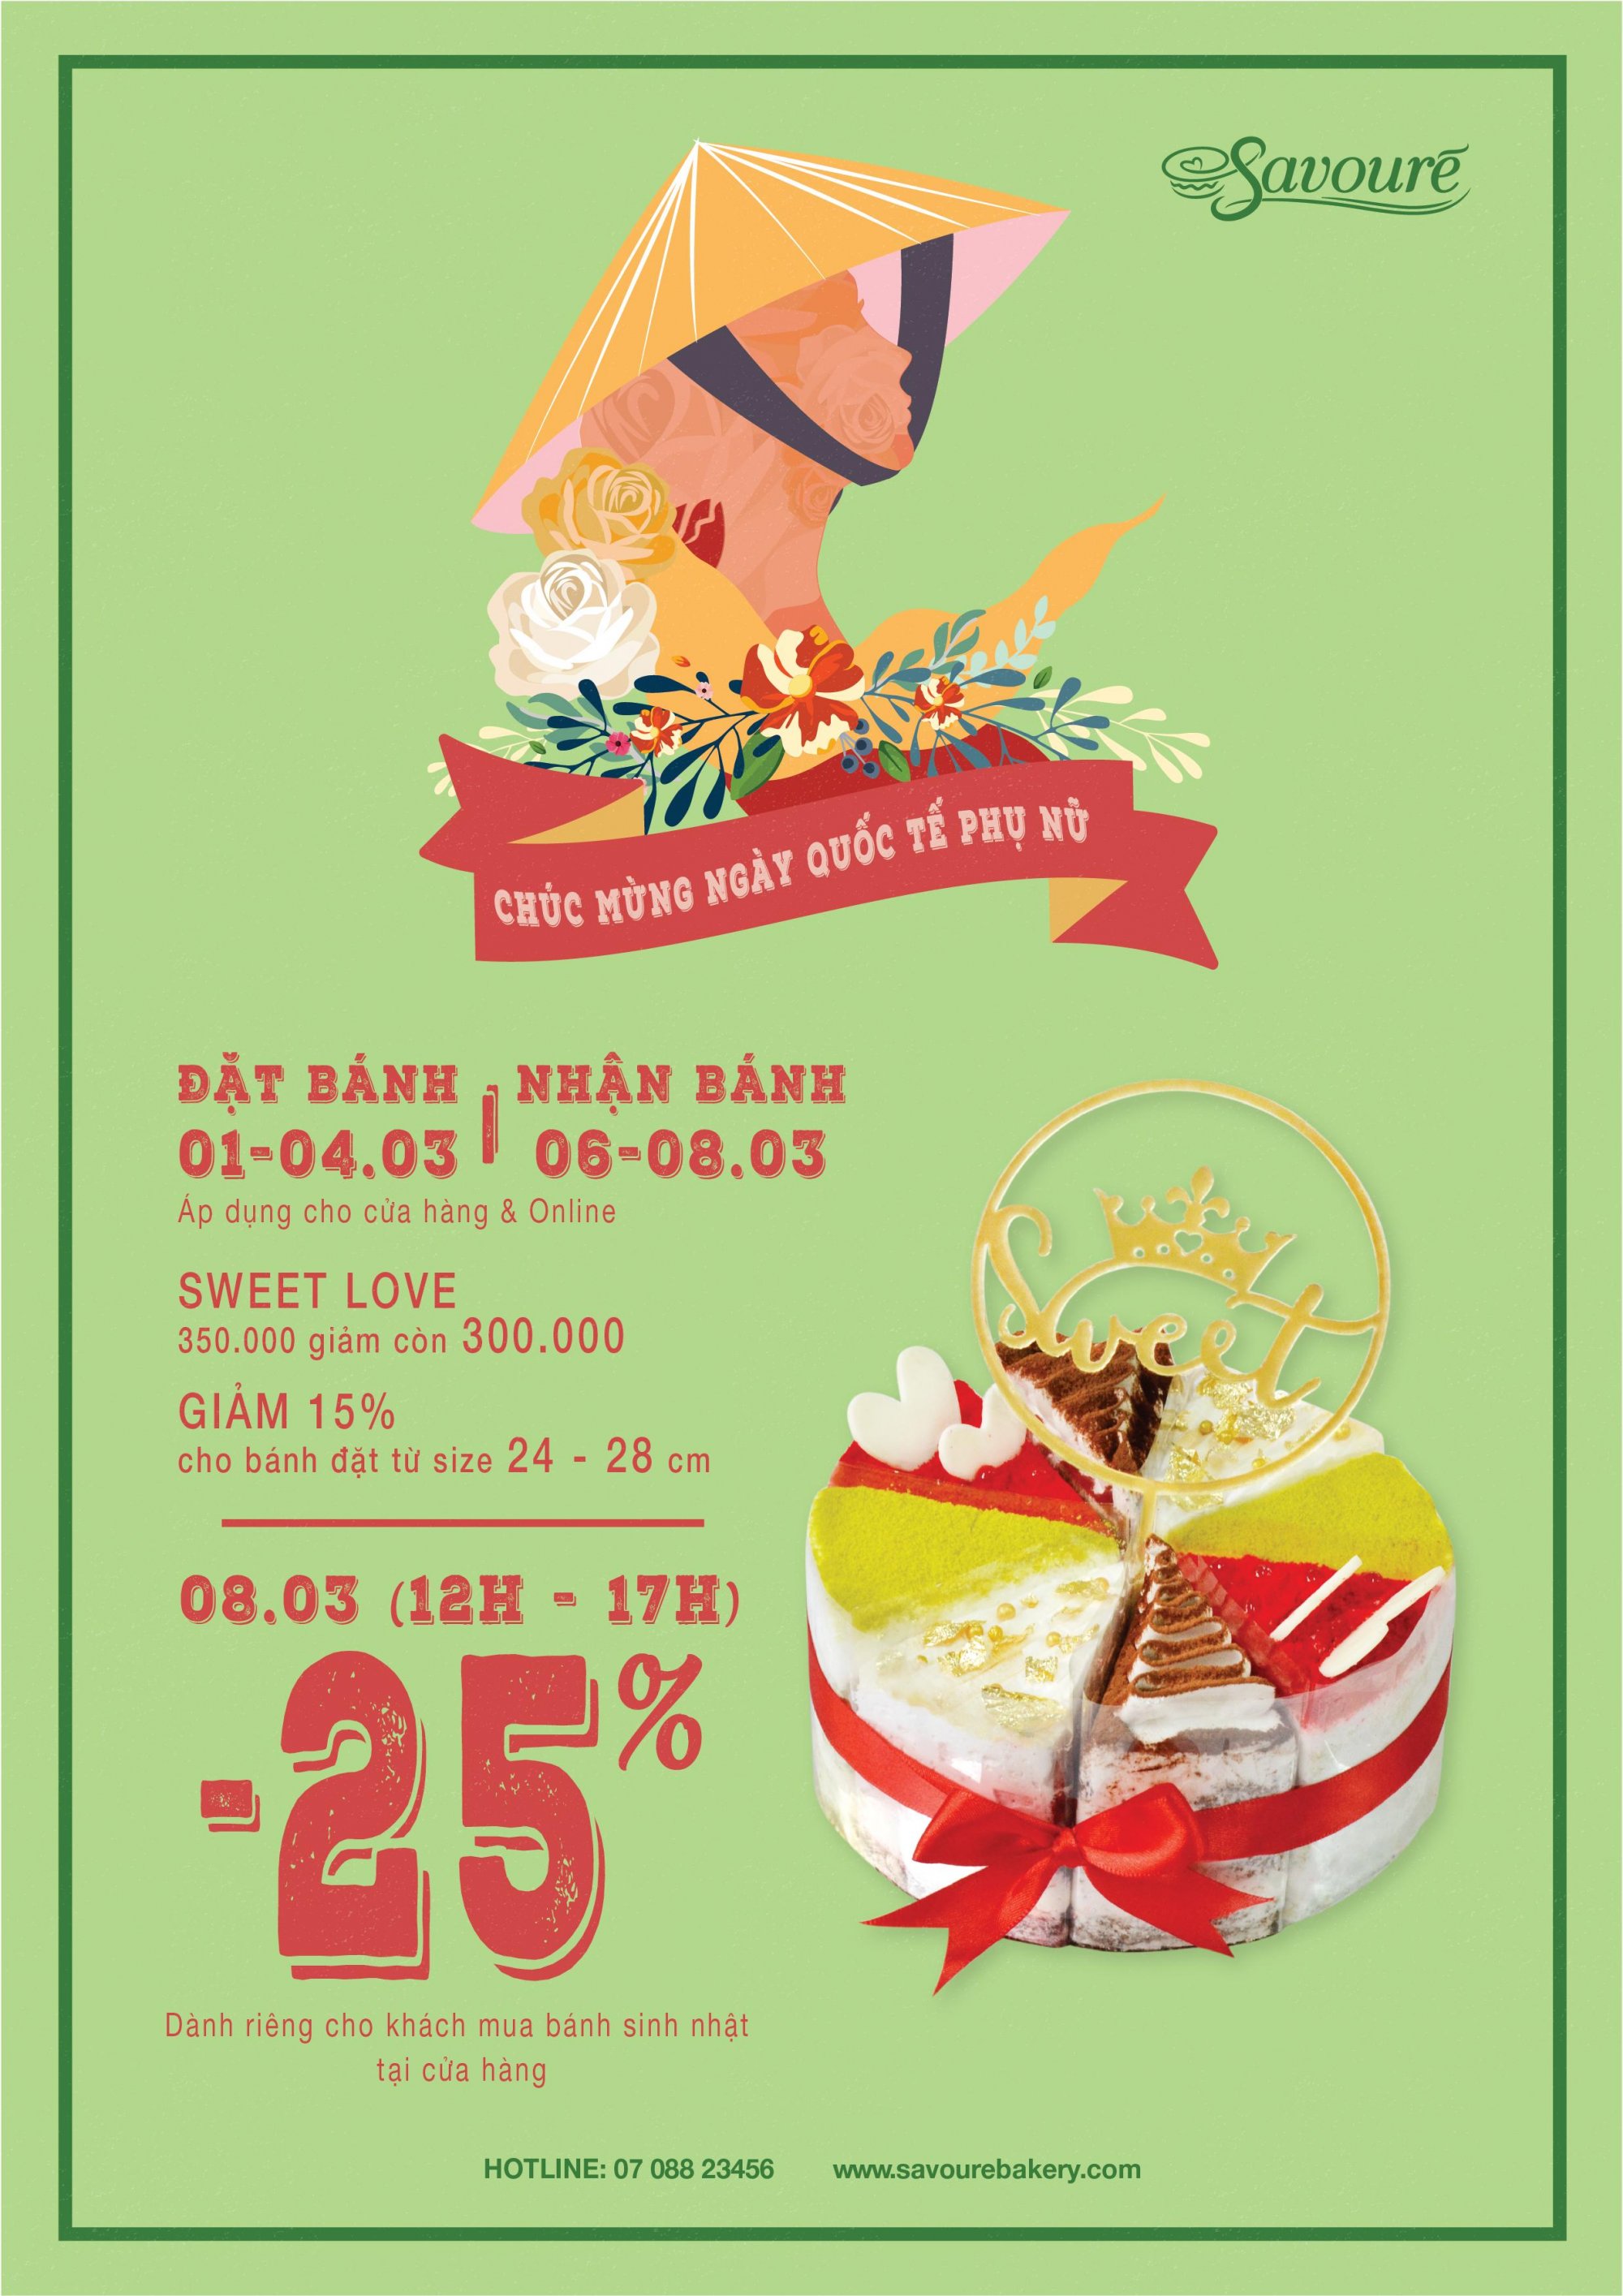 Savouré
CHÚC MỪNG NGÀY QUỐC TẾ PHỤ NỮ
ĐẶT BÁNH | NHẬN BÁNH
01-04.03 | 06-08.03
Áp dụng cho cửa hàng & Online
SWEET LOVE
350.000 giảm còn 300.000
GIẢM 15%
cho bánh đặt từ size 24 - 28 cm
Sweet
08.03 (12H - 17H)
-25%
Dành riêng cho khách mua bánh sinh nhật
tại cửa hàng
HOTLINE: 07 088 23456 www.savourebakery.com